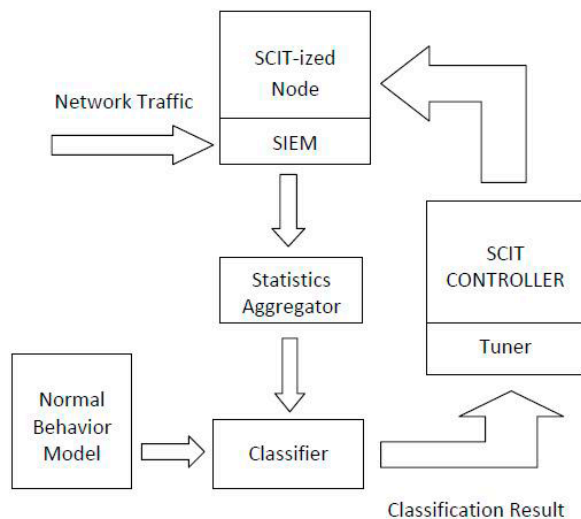 SCIT-ized
Node
Network Traffic
SIEM
SCIT
CONTROLLER
Statistics
Aggregator
Tuner
Normal
Behavior
Model
Classifier
Classification Result